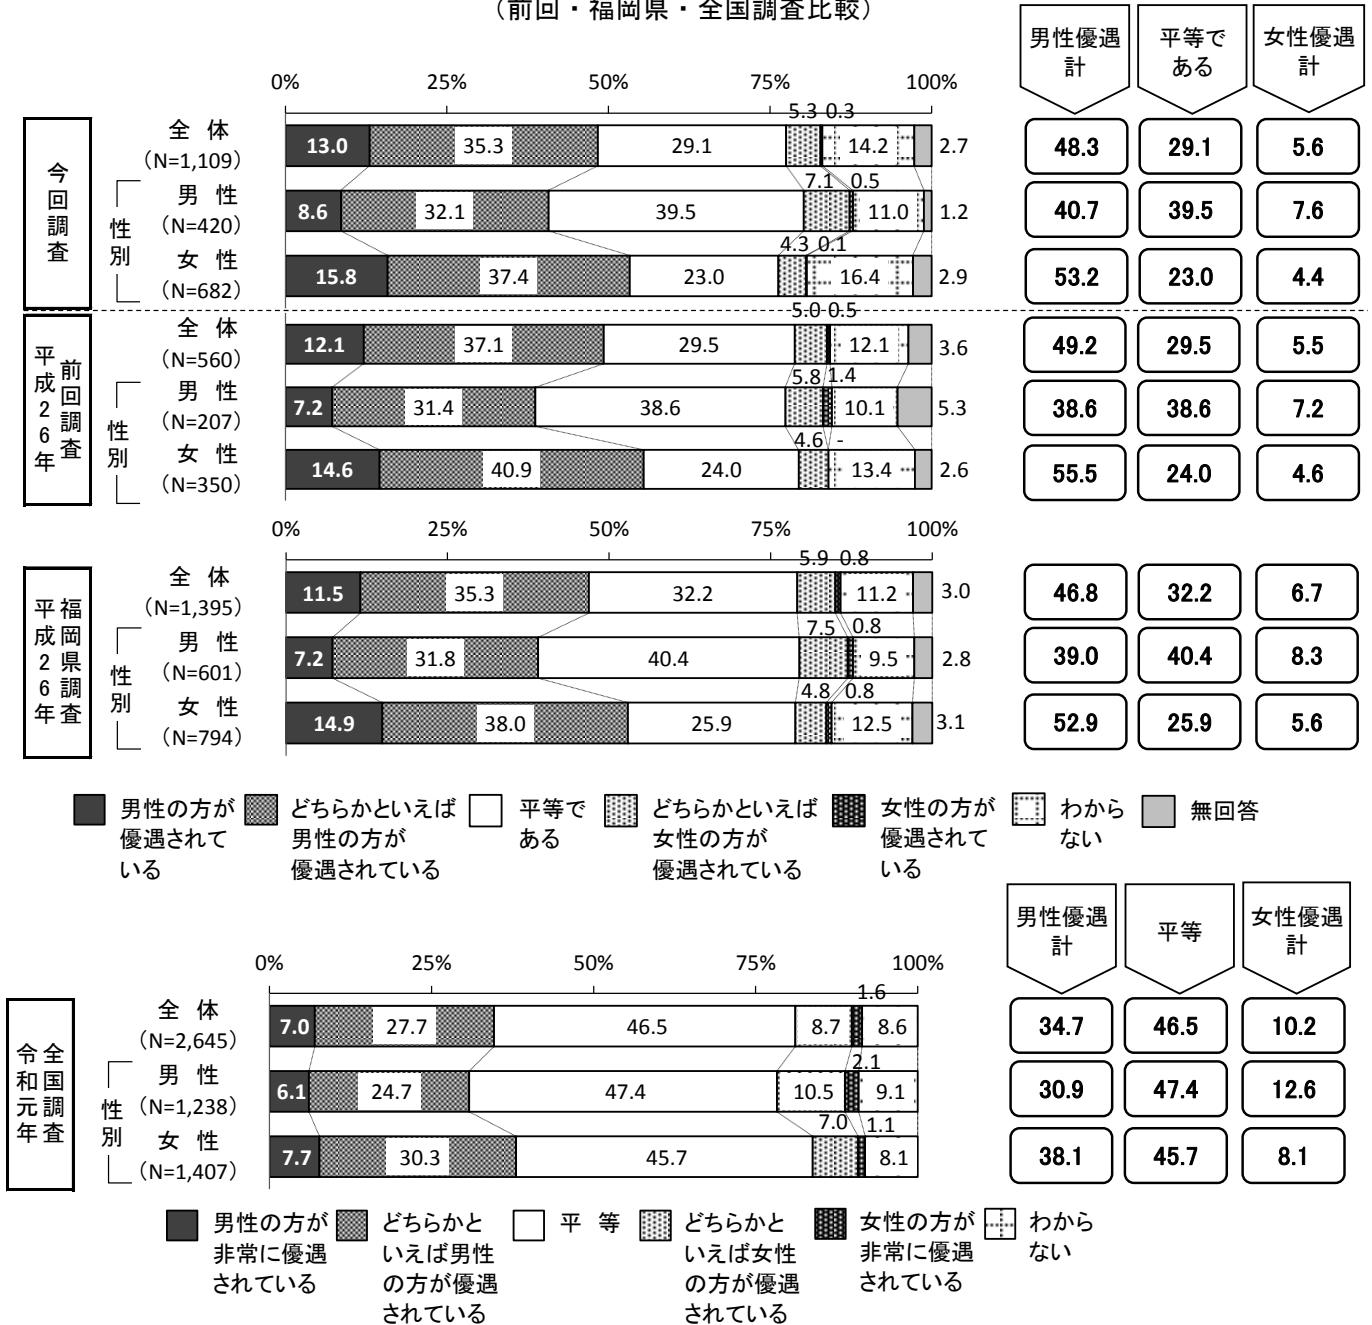 （前回・福岡県・全国調査比較）
男性優遇
計
平等で
ある
女性優遇
計
0% 25% 50% 75% 100%
今回調査
全 体
（N=1,109）
13.0 35.3 29.1 5.3 0.3 14.2 2.7
48.3 29.1 5.6
性別
男 性
（N=420）
8.6 32.1 39.5 7.1 0.5 11.0 1.2
40.7 39.5 7.6
女 性
（N=682）
15.8 37.4 23.0 4.3 0.1 16.4 2.9
53.2 23.0 4.4
前回調査
平成26年
全 体
（N=560）
12.1 37.1 29.5 5.0 0.5 12.1 3.6
49.2 29.5 5.5
性別
男 性
（N=207）
7.2 31.4 38.6 5.8 1.4 10.1 5.3
38.6 38.6 7.2
女 性
（N=350）
14.6 40.9 24.0 4.6 - 13.4 2.6
55.5 24.0 4.6
0% 25% 50% 75% 100%
福岡県調査
平成26年
全 体
（N=1,395）
11.5 35.3 32.2 5.9 0.8 11.2 3.0
46.8 32.2 6.7
性別
男 性
（N=601）
7.2 31.8 40.4 7.5 0.8 9.5 2.8
39.0 40.4 8.3
女 性
（N=794）
14.9 38.0 25.9 4.8 0.8 12.5 3.1
52.9 25.9 5.6
男性の方が
優遇されて
いる
どちらかといえば
男性の方が
優遇されている
平等で
ある
どちらかといえば
女性の方が
優遇されている
女性の方が
優遇されて
いる
わから
ない
無回答
男性優遇
計
平等
女性優遇
計
0% 25% 50% 75% 100%
全国調査
令和元年
全 体
（N=2,645）
7.0 27.7 46.5 8.7 1.6 8.6
34.7 46.5 10.2
性別
男 性
（N=1,238）
6.1 24.7 47.4 10.5 2.1 9.1
30.9 47.4 12.6
女 性
（N=1,407）
7.7 30.3 45.7 7.0 1.1 8.1
38.1 45.7 8.1
男性の方が
非常に優遇
されている
どちらかと
いえば男性
の方が優遇
されている
平 等
どちらかと
いえば女性
の方が優遇
されている
女性の方が
非常に優遇
されている
わから
ない